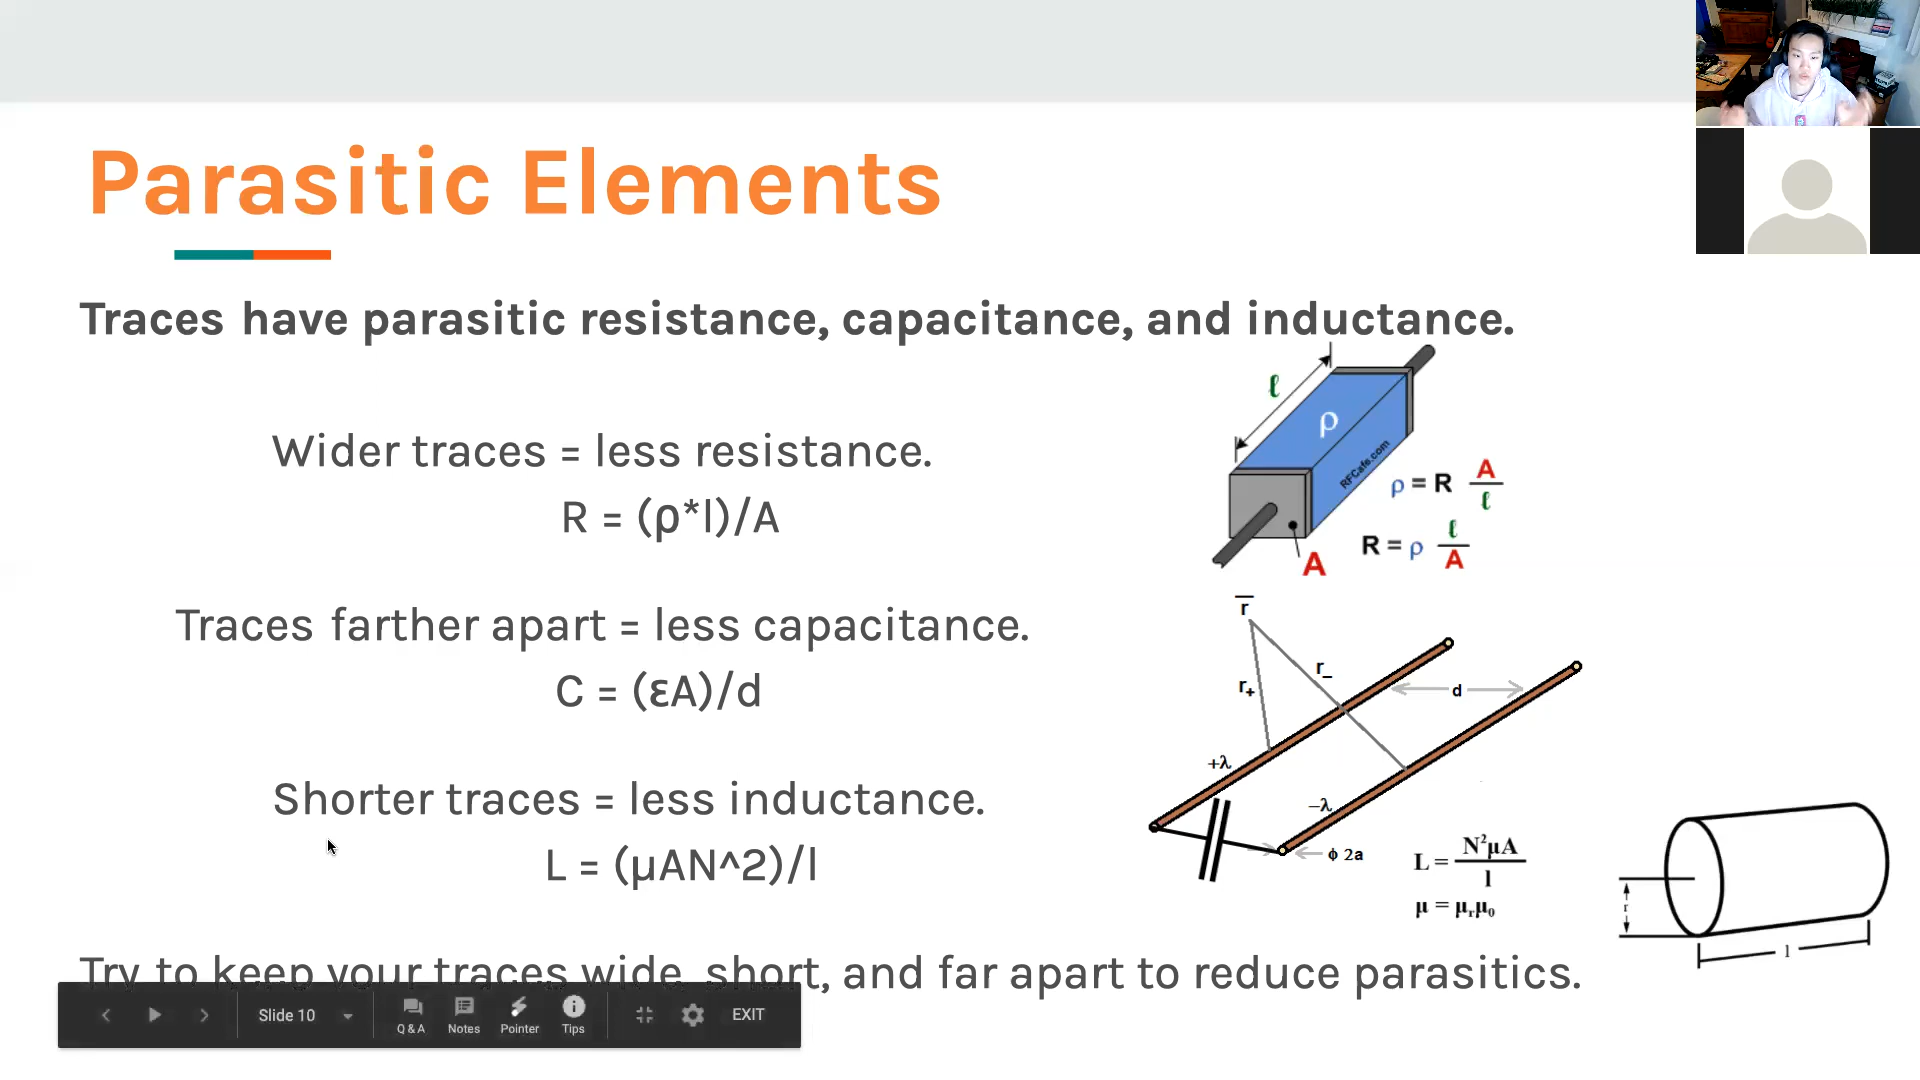 Parasitic Elements
Traces have parasitic resistance, capacitance, and inductance.
Wider traces = less resistance.
R = (ρ*l)/A
Traces farther apart = less capacitance.
C = (εA)/d
Shorter traces = less inductance.
L = (μAN^2)/l
Try to keep your traces wide, short, and far apart to reduce parasitics.
ℓ
ρ
RFCafe.com
A
ρ = R A/ℓ
R = ρ ℓ/A
r̅
r₊
r₋
d
+λ
−λ
ϕ 2a
L = N²μA/l
μ = μᵣμ₀
r
l
Slide 10
Q & A
Notes
Pointer
Tips
EXIT